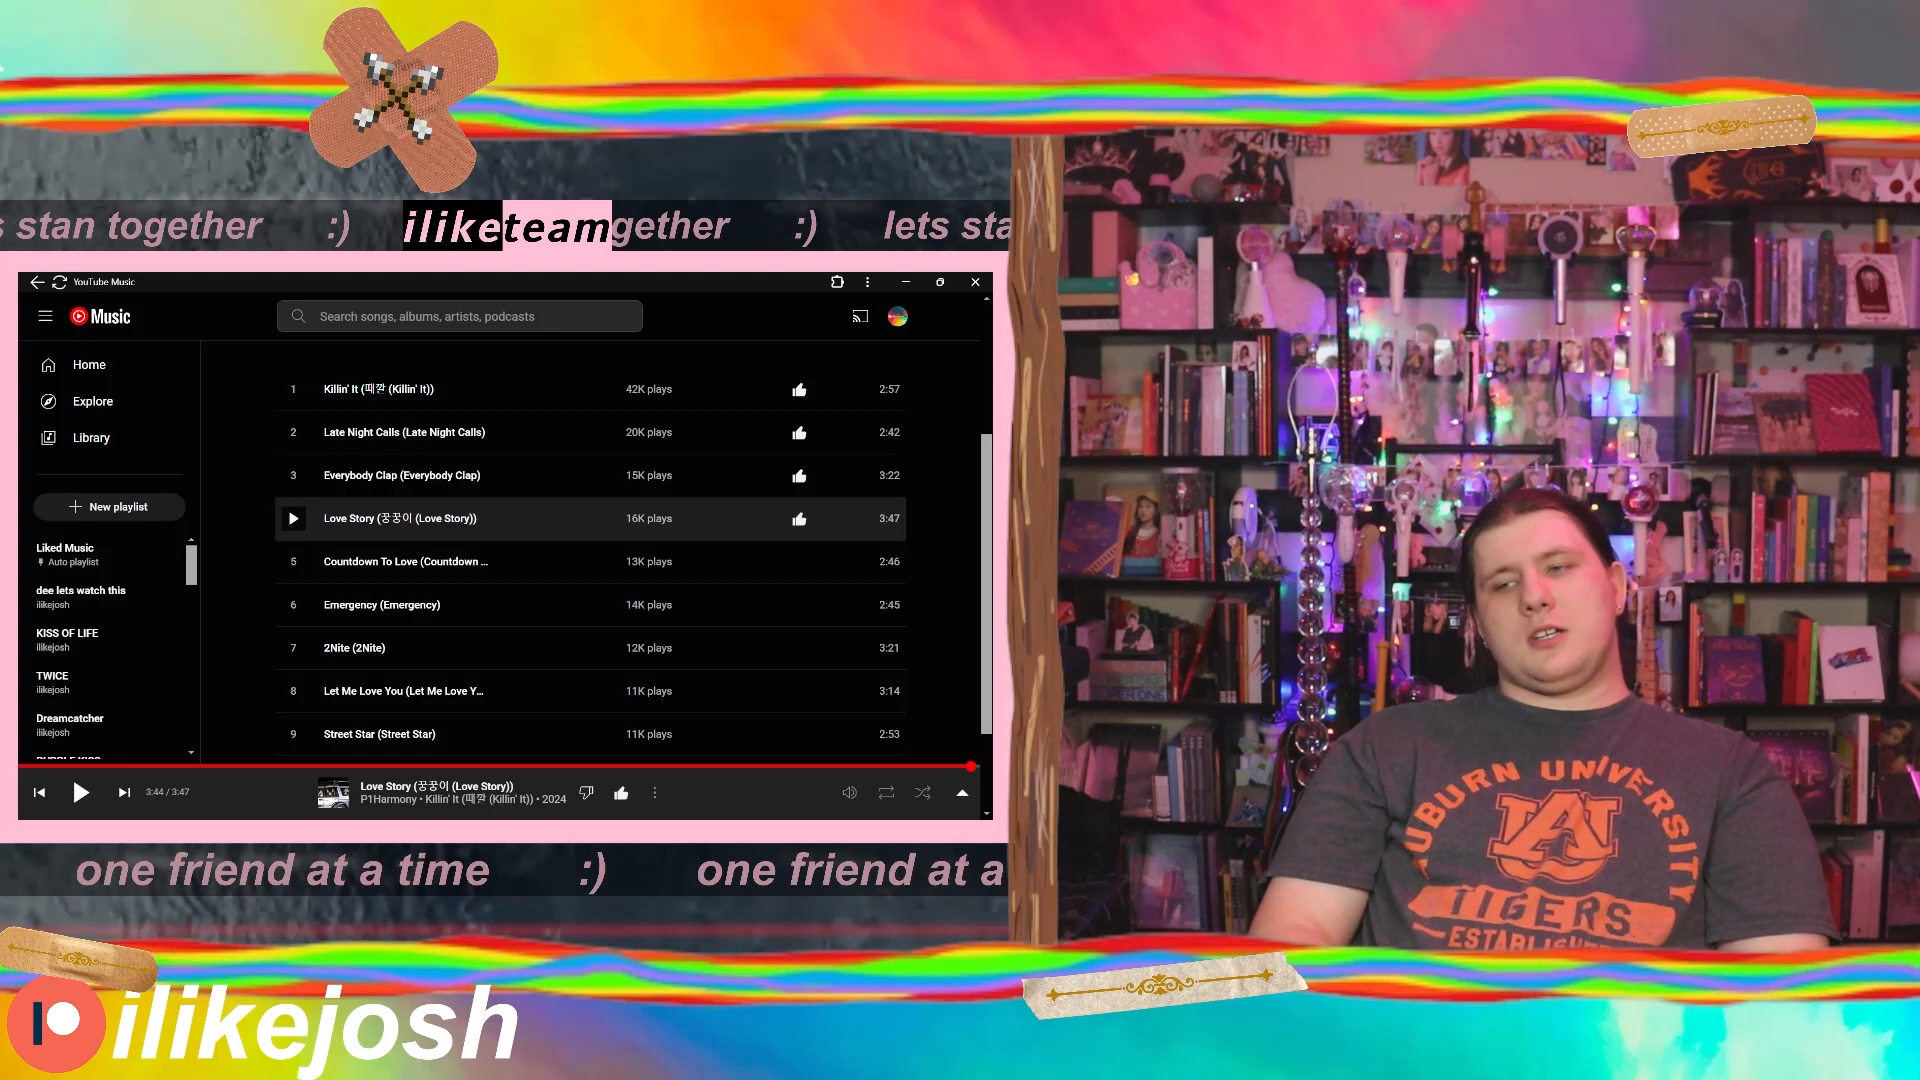 s stan together :) iliketeamgether :) lets sta
YouTube Music
Music
Search songs, albums, artists, podcasts
Home
Explore
Library
New playlist
Liked Music
Auto playlist
dee lets watch this
ilikejosh
KISS OF LIFE
ilikejosh
TWICE
ilikejosh
Dreamcatcher
ilikejosh
1 Killin' It (때깔 (Killin' It)) 42K plays 2:57
2 Late Night Calls (Late Night Calls) 20K plays 2:42
3 Everybody Clap (Everybody Clap) 15K plays 3:22
Love Story (꿍꿍이 (Love Story)) 16K plays 3:47
5 Countdown To Love (Countdown ... 13K plays 2:46
6 Emergency (Emergency) 14K plays 2:45
7 2Nite (2Nite) 12K plays 3:21
8 Let Me Love You (Let Me Love Y... 11K plays 3:14
9 Street Star (Street Star) 11K plays 2:53
3:44 / 3:47
Love Story (꿍꿍이 (Love Story))
P1Harmony • Killin' It (때깔 (Killin' It)) • 2024
AUBURN UNIVERSITY
AU
TIGERS
one friend at a time :) one friend at a
ilikejosh